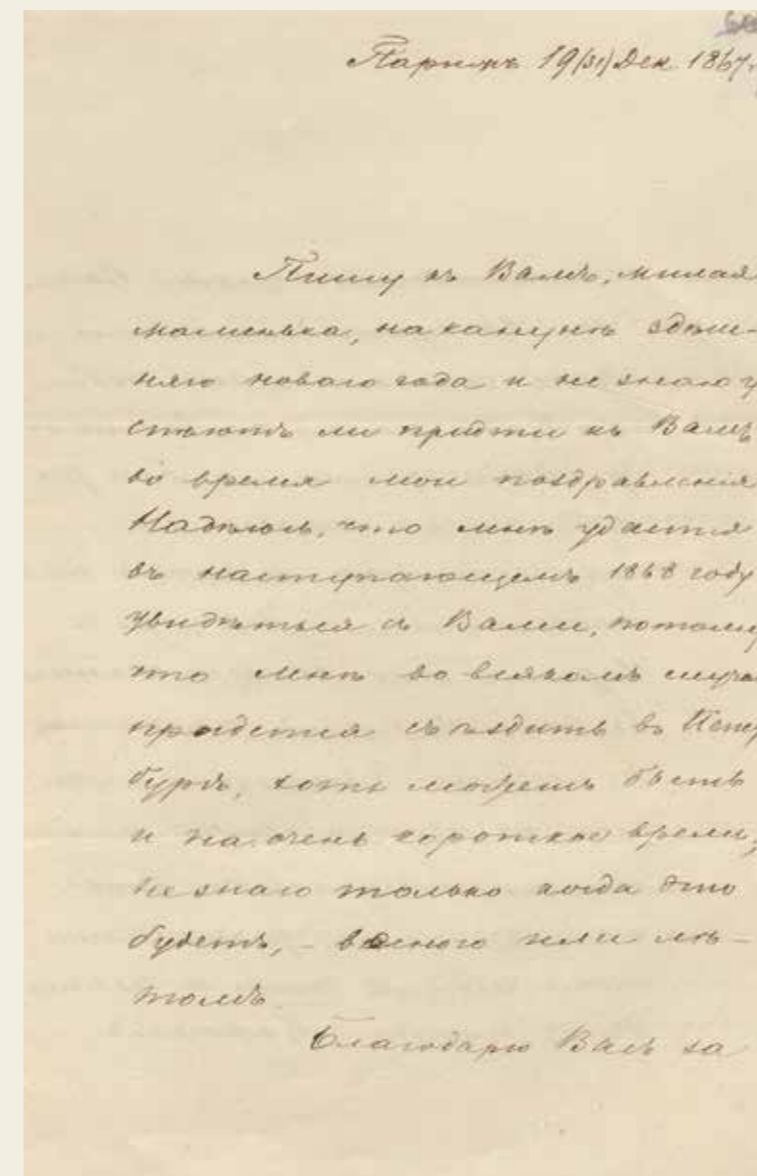 Парижъ 19/31) Дек 1867.
Пишу къ Вамъ, милая
маменька, наканунѣ здѣш-
няго новаго года и не знаю у
спѣютъ ли придти къ Вамъ
во время мои поздравленія
Надѣюсь, что мнѣ удастся
въ наступающемъ 1868 году
увидѣться съ Вами, потому
что мнѣ во всякомъ случа
придется съѣздить въ Петер
бургъ, хотя можетъ быть
и на очень короткое время,
не знаю только когда это
будетъ, – весною или лѣ-
томъ.
Благодарю Васъ за